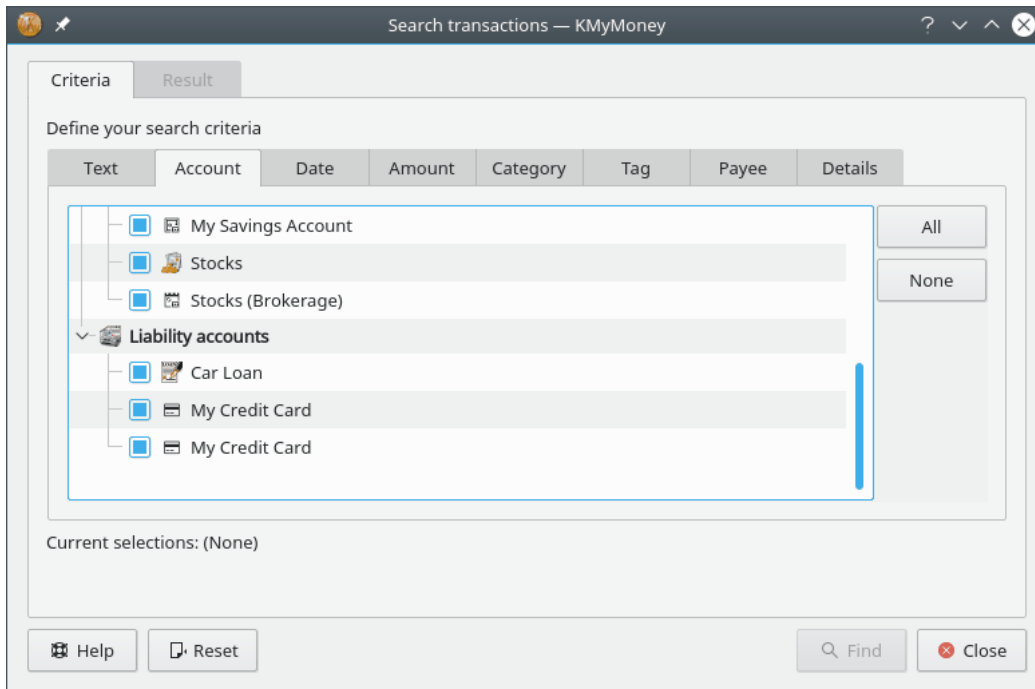 Search transactions — KMyMoney
Criteria Result
Define your search criteria
Text Account Date Amount Category Tag Payee Details
My Savings Account All
Stocks
None
Stocks (Brokerage)
Liability accounts
Car Loan
My Credit Card
My Credit Card
Current selections: (None)
Help Reset Find Close